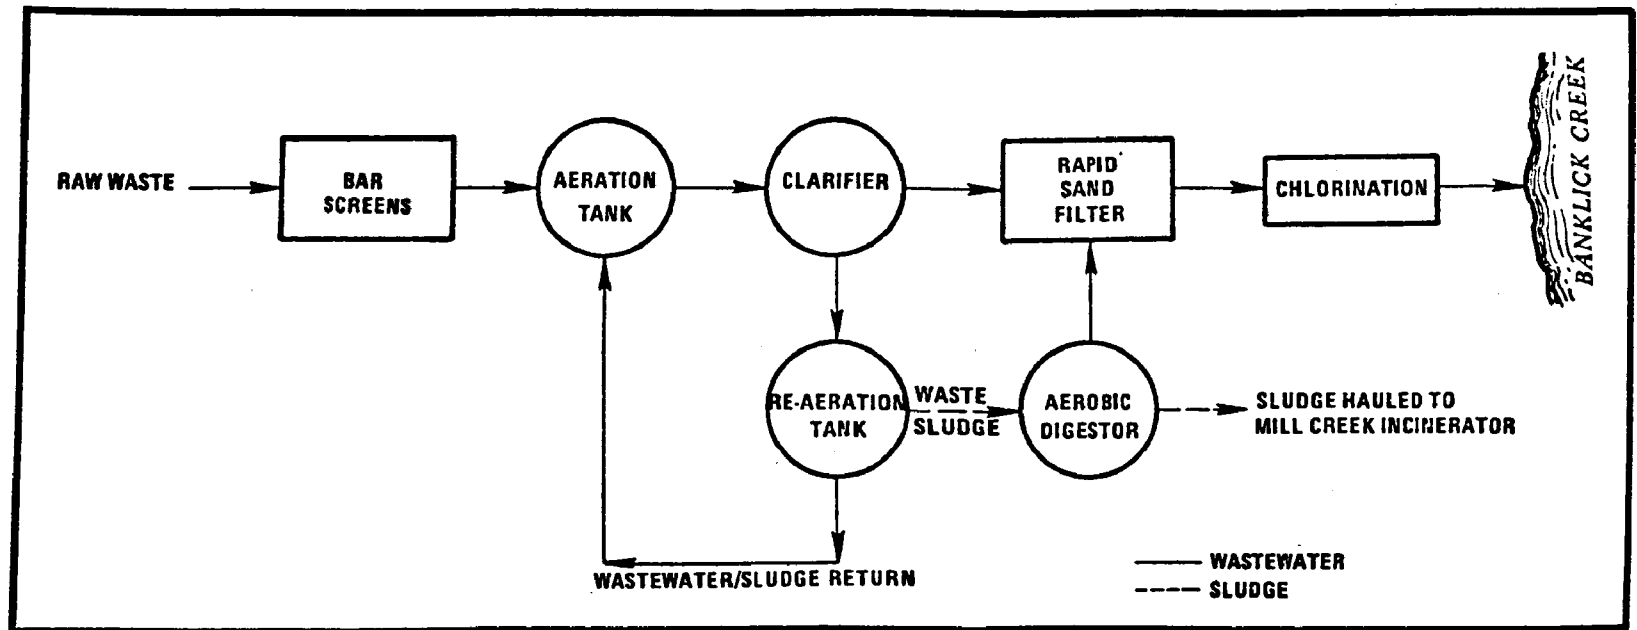 RAW WASTE
BAR
SCREENS
AERATION
TANK
CLARIFIER
RAPID
SAND
FILTER
CHLORINATION
BANKLICK CREEK
RE-AERATION
TANK
WASTE
SLUDGE
AEROBIC
DIGESTOR
SLUDGE HAULED TO
MILL CREEK INCINERATOR
WASTEWATER/SLUDGE RETURN
WASTEWATER
SLUDGE